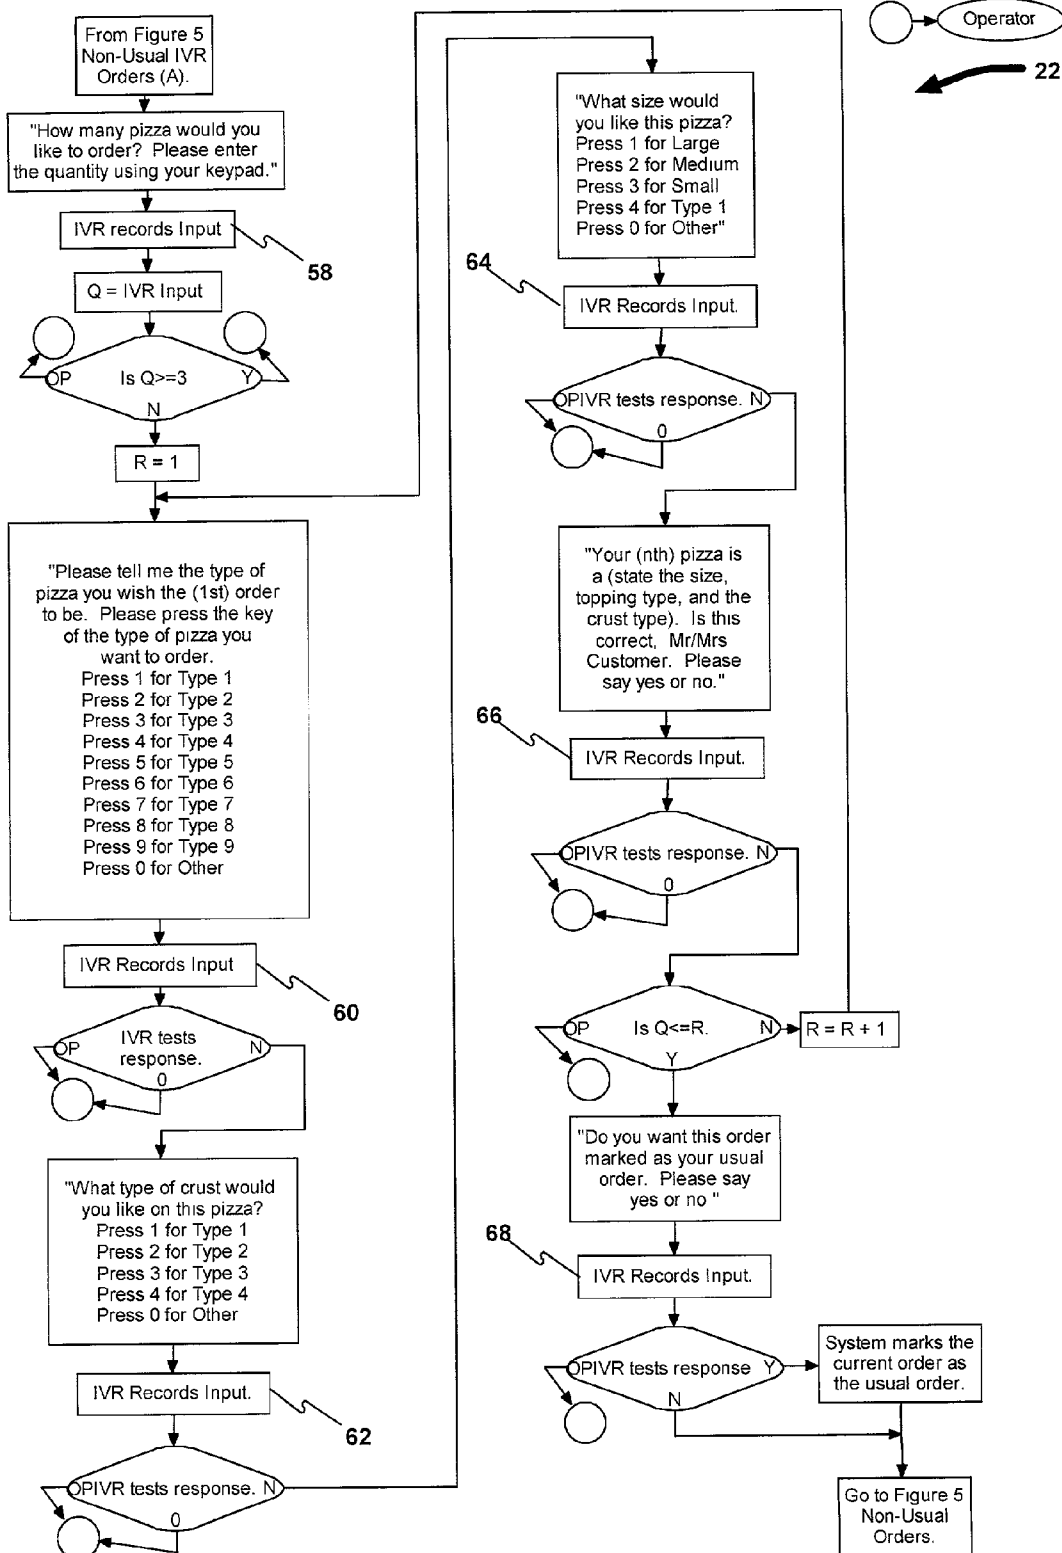 From Figure 5
Non-Usual IVR
Orders (A).
"How many pizza would you
like to order? Please enter
the quantity using your keypad."
IVR records Input
58
Q = IVR Input
OP
Is Q>=3
Y
N
R = 1
"Please tell me the type of
pizza you wish the (1st) order
to be. Please press the key
of the type of pizza you
want to order.
Press 1 for Type 1
Press 2 for Type 2
Press 3 for Type 3
Press 4 for Type 4
Press 5 for Type 5
Press 6 for Type 6
Press 7 for Type 7
Press 8 for Type 8
Press 9 for Type 9
Press 0 for Other
IVR Records Input
60
OP
IVR tests
response.
N
0
"What type of crust would
you like on this pizza?
Press 1 for Type 1
Press 2 for Type 2
Press 3 for Type 3
Press 4 for Type 4
Press 0 for Other
IVR Records Input.
62
OP
IVR tests response.
N
0
Operator
22
"What size would
you like this pizza?
Press 1 for Large
Press 2 for Medium
Press 3 for Small
Press 4 for Type 1
Press 0 for Other"
64
IVR Records Input.
OP
IVR tests response.
N
0
"Your (nth) pizza is
a (state the size,
topping type, and the
crust type). Is this
correct, Mr/Mrs
Customer. Please
say yes or no."
66
IVR Records Input.
OP
IVR tests response.
N
0
OP
Is Q<=R.
N
Y
R = R + 1
"Do you want this order
marked as your usual
order. Please say
yes or no "
68
IVR Records Input.
OP
IVR tests response
Y
N
System marks the
current order as
the usual order.
Go to Figure 5
Non-Usual
Orders.